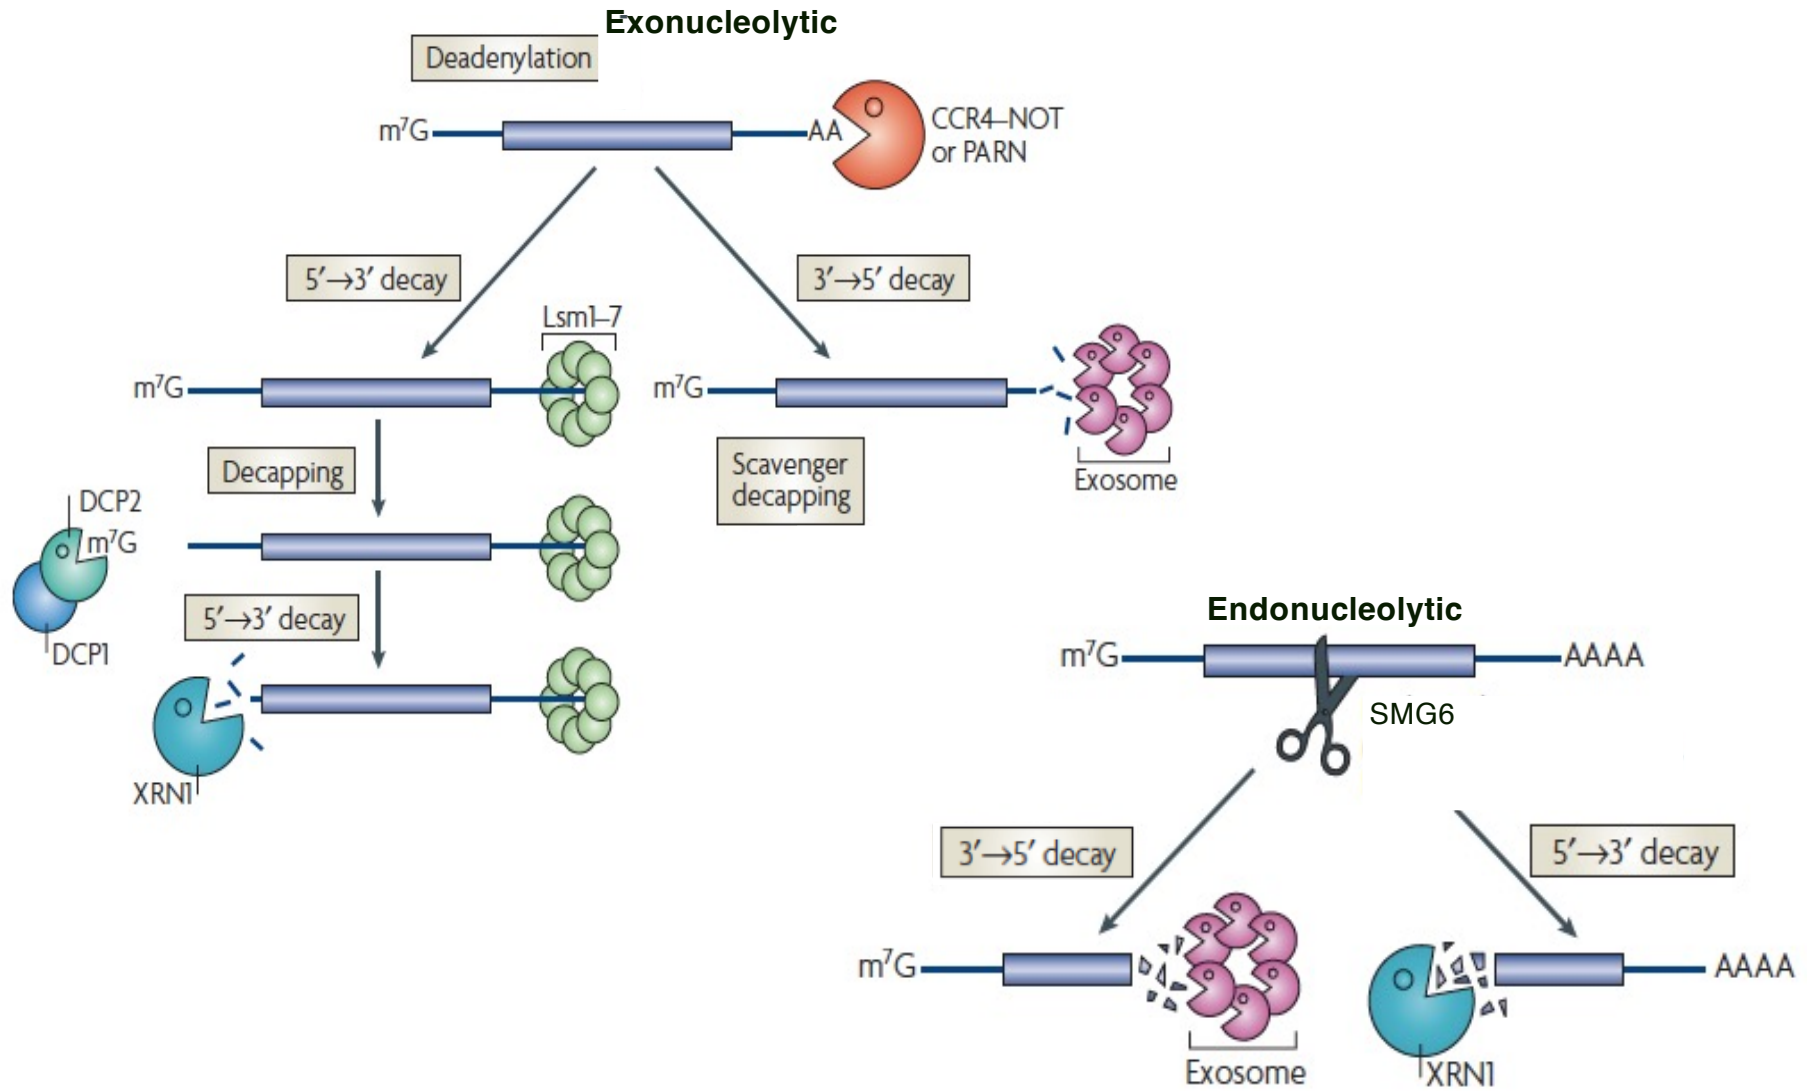 Exonucleolytic
Deadenylation
m⁷G
AA
CCR4–NOT
or PARN
5′→3′ decay
3′→5′ decay
Lsm1–7
m⁷G
m⁷G
Decapping
Scavenger
decapping
Exosome
DCP2
m⁷G
DCP1
5′→3′ decay
XRN1
Endonucleolytic
m⁷G
AAAA
SMG6
3′→5′ decay
5′→3′ decay
m⁷G
AAAA
Exosome
XRN1